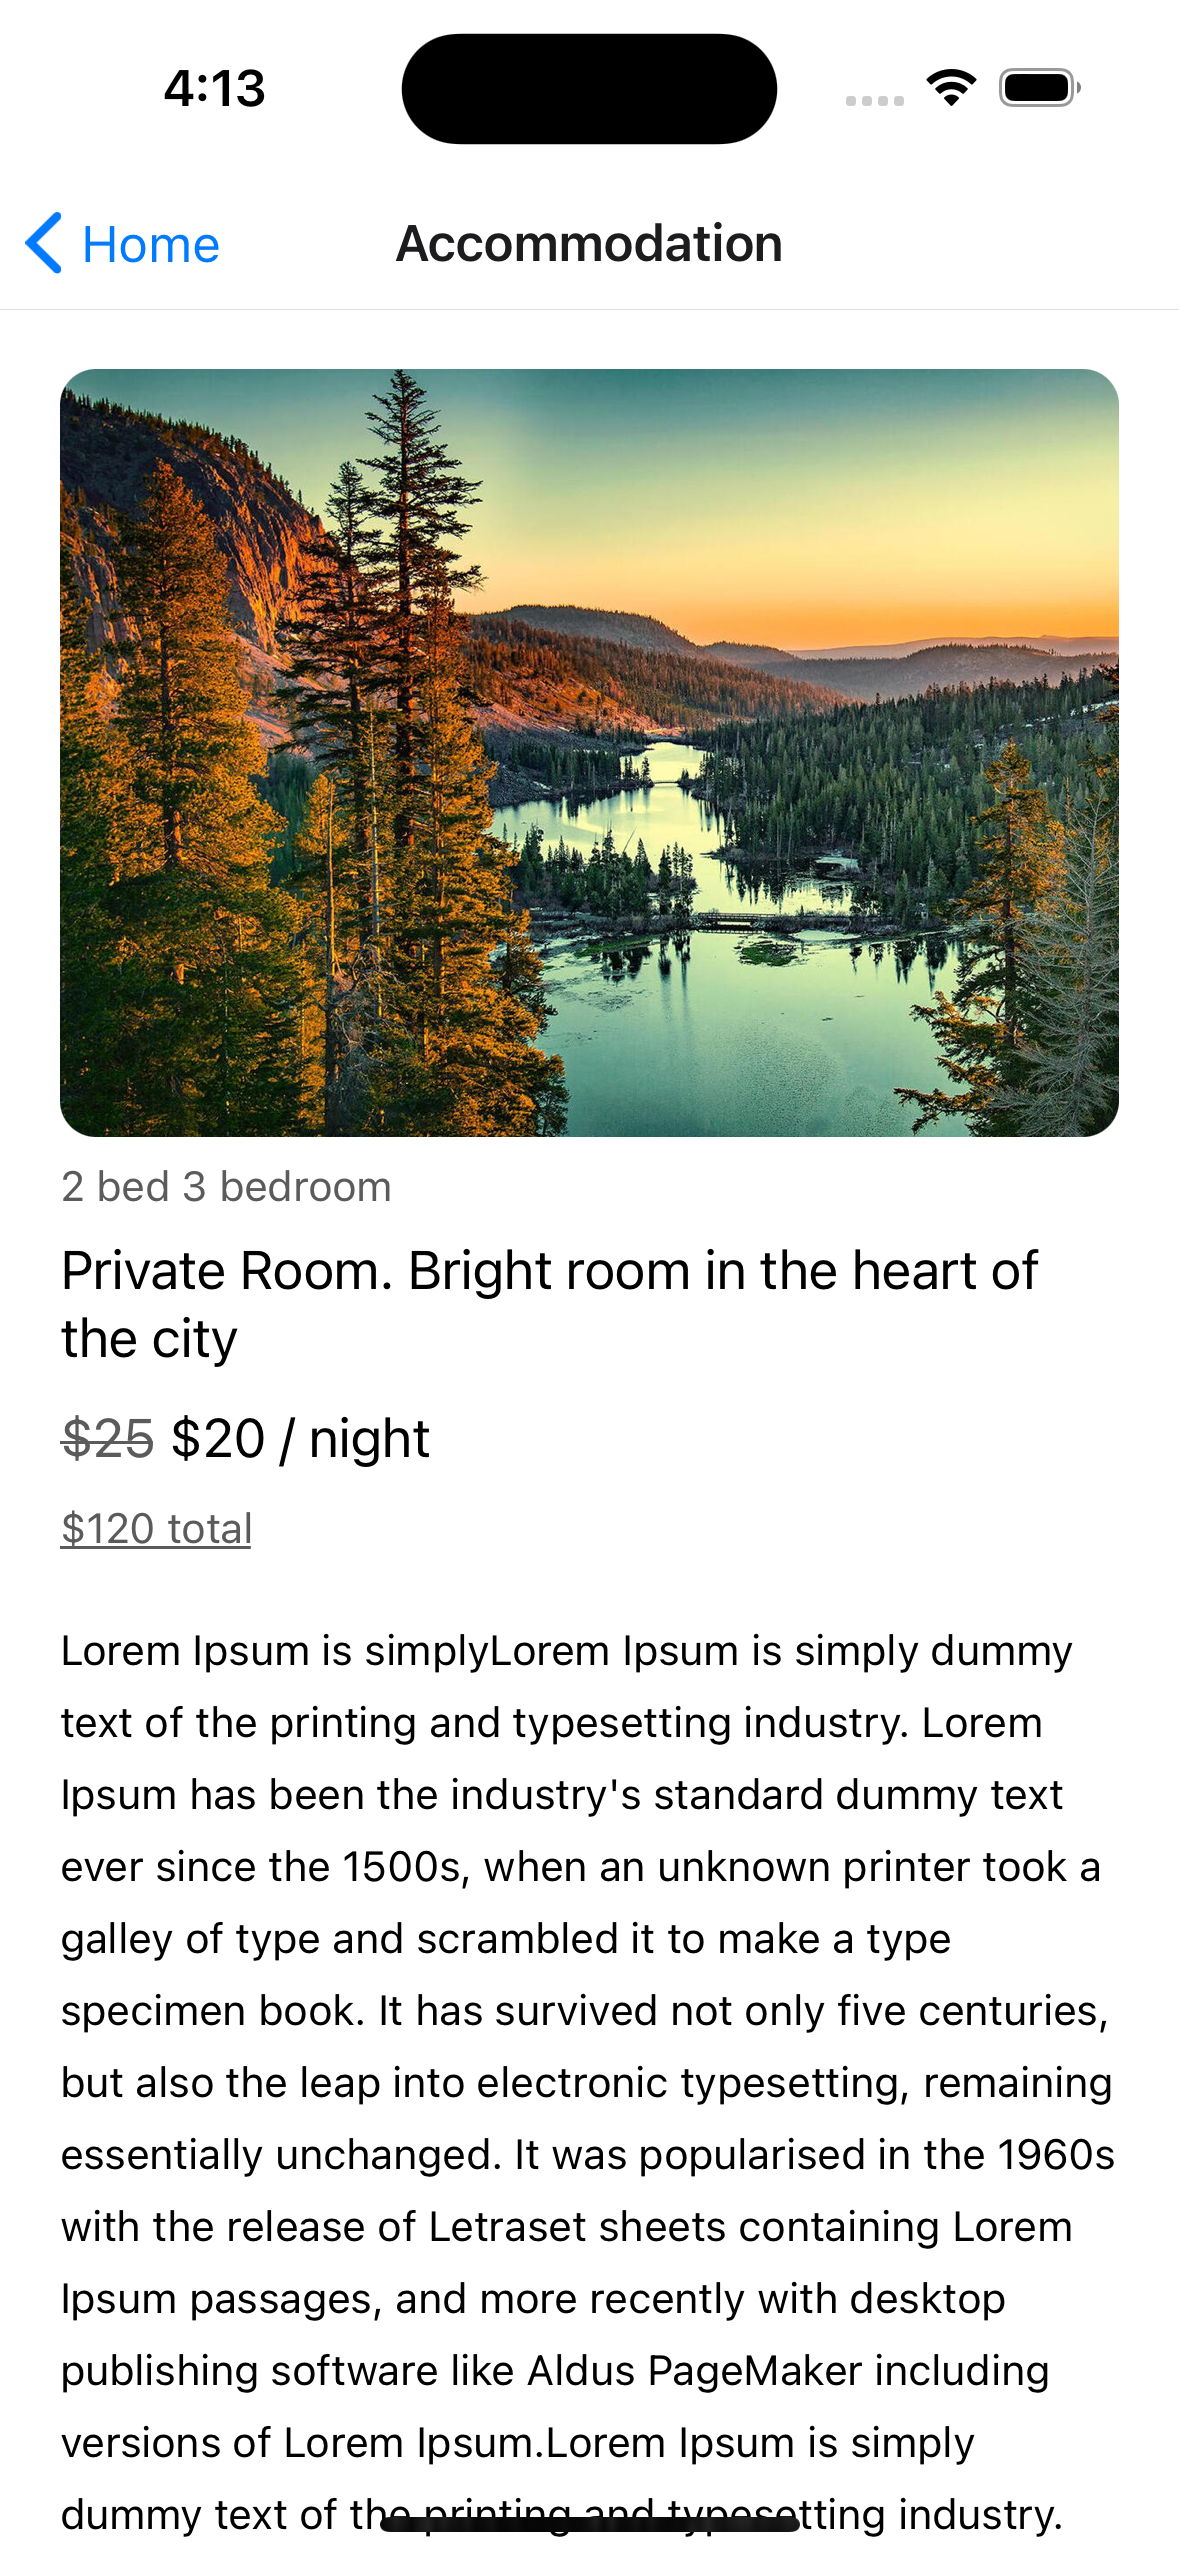 4:13
Home
Accommodation
2 bed 3 bedroom
Private Room. Bright room in the heart of
the city
$25 $20 / night
$120 total
Lorem Ipsum is simplyLorem Ipsum is simply dummy
text of the printing and typesetting industry. Lorem
Ipsum has been the industry's standard dummy text
ever since the 1500s, when an unknown printer took a
galley of type and scrambled it to make a type
specimen book. It has survived not only five centuries,
but also the leap into electronic typesetting, remaining
essentially unchanged. It was popularised in the 1960s
with the release of Letraset sheets containing Lorem
Ipsum passages, and more recently with desktop
publishing software like Aldus PageMaker including
versions of Lorem Ipsum.Lorem Ipsum is simply
dummy text of the printing and typesetting industry.